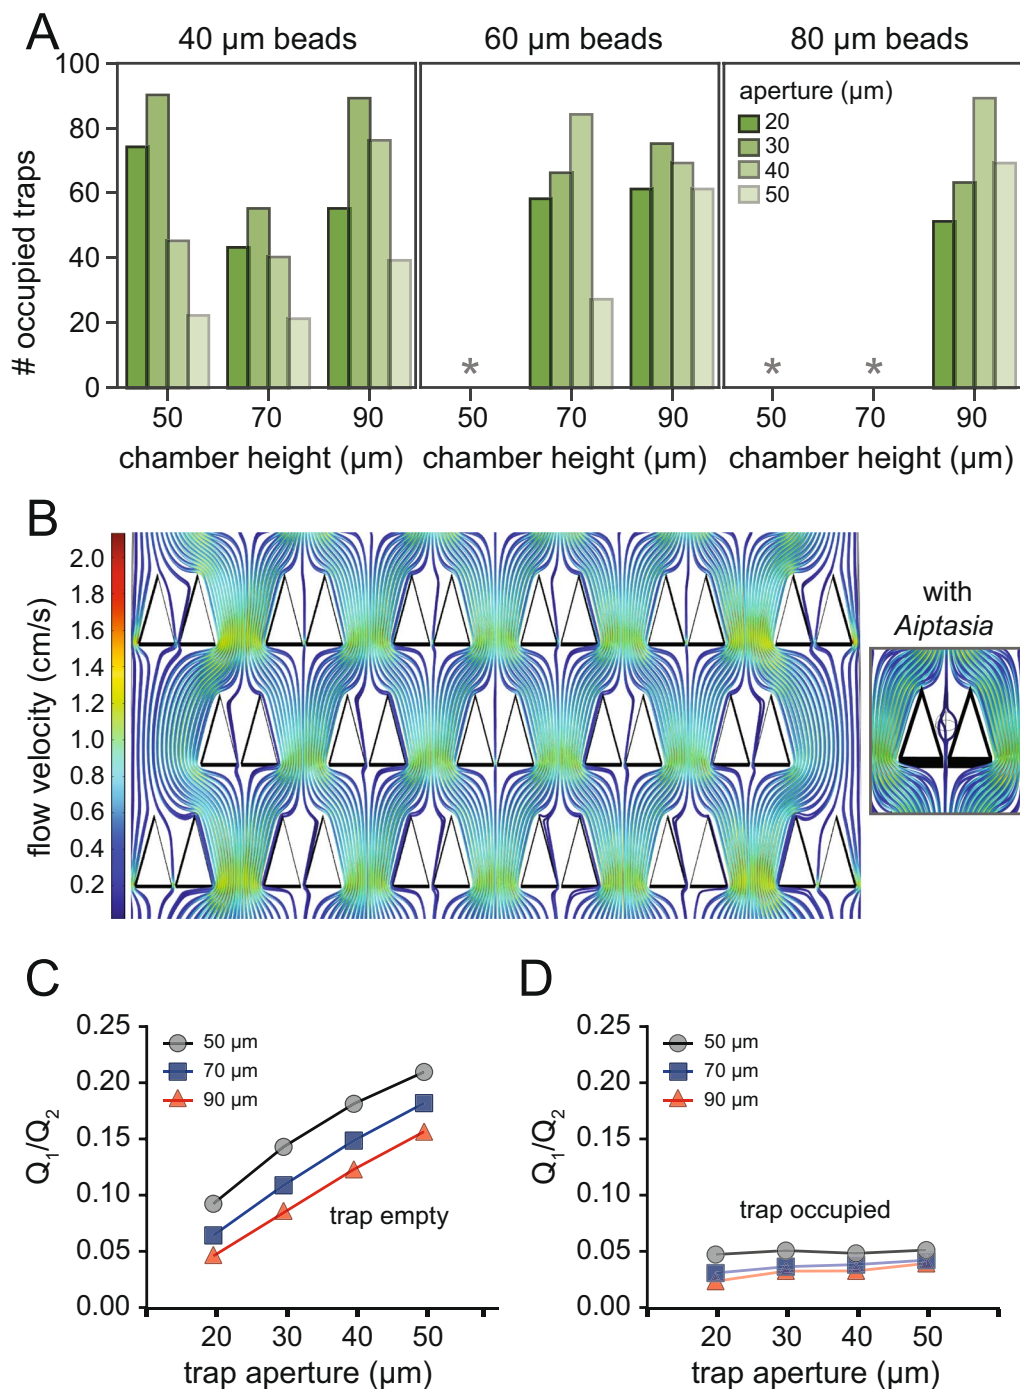 A
40 µm beads
60 µm beads
80 µm beads
# occupied traps
100
80
60
40
20
0
aperture (µm)
20
30
40
50
*
*
*
50
70
90
50
70
90
50
70
90
chamber height (µm)
chamber height (µm)
chamber height (µm)
B
flow velocity (cm/s)
2.0
1.8
1.6
1.4
1.2
1.0
0.8
0.6
0.4
0.2
with
Aiptasia
C
Q1/Q2
0.25
0.20
0.15
0.10
0.05
0.00
50 µm
70 µm
90 µm
trap empty
20
30
40
50
trap aperture (µm)
D
Q1/Q2
0.25
0.20
0.15
0.10
0.05
0.00
50 µm
70 µm
90 µm
trap occupied
20
30
40
50
trap aperture (µm)